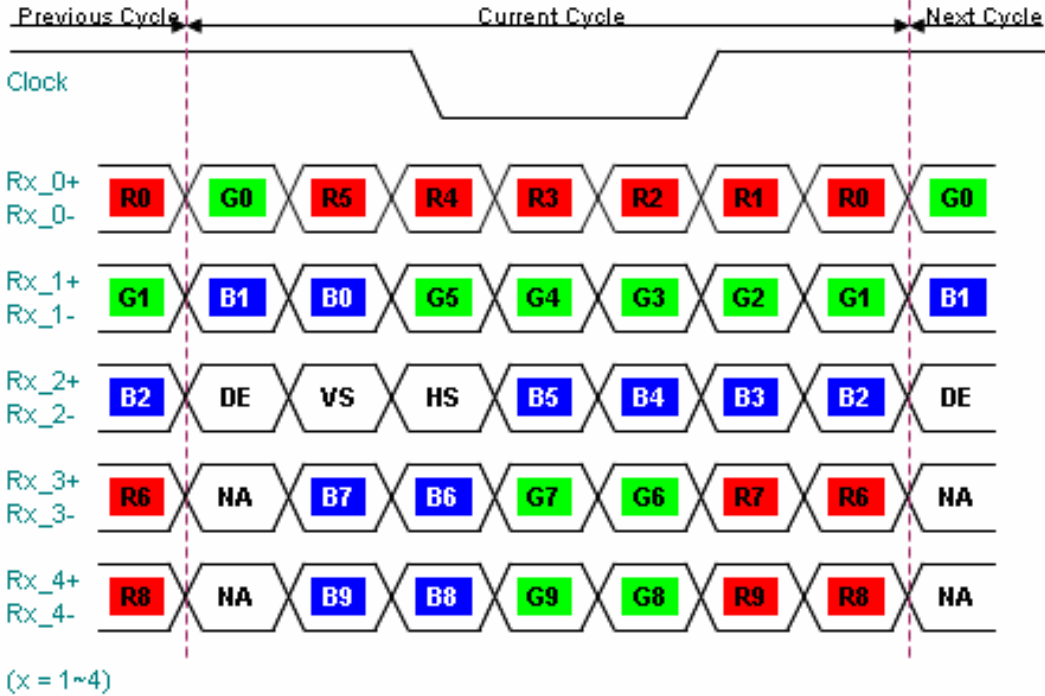 Previous Cycle Current Cycle Next Cycle
Clock
Rx_0+ R0 G0 R5 R4 R3 R2 R1 R0 G0
Rx_0-
Rx_1+ G1 B1 B0 G5 G4 G3 G2 G1 B1
Rx_1-
Rx_2+ B2 DE VS HS B5 B4 B3 B2 DE
Rx_2-
Rx_3+ R6 NA B7 B6 G7 G6 R7 R6 NA
Rx_3-
Rx_4+ R8 NA B9 B8 G9 G8 R9 R8 NA
Rx_4-
(x = 1~4)